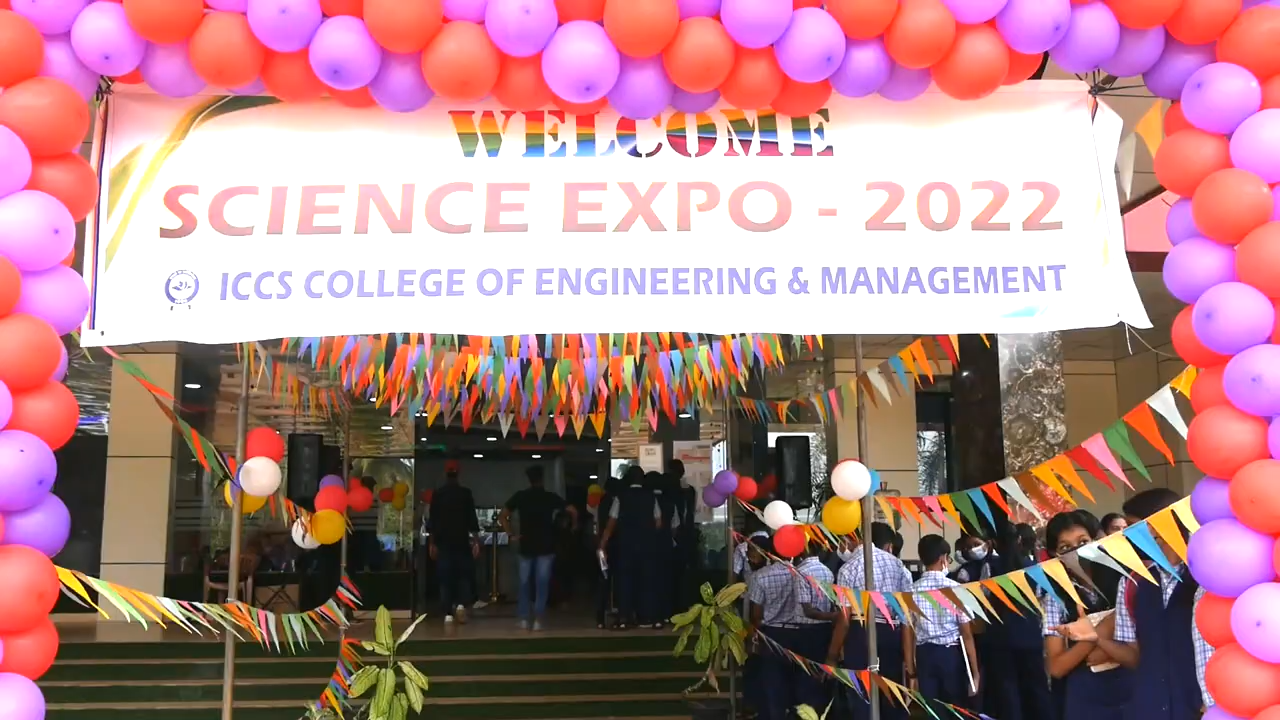 WELCOME
SCIENCE EXPO - 2022
ICCS COLLEGE OF ENGINEERING & MANAGEMENT